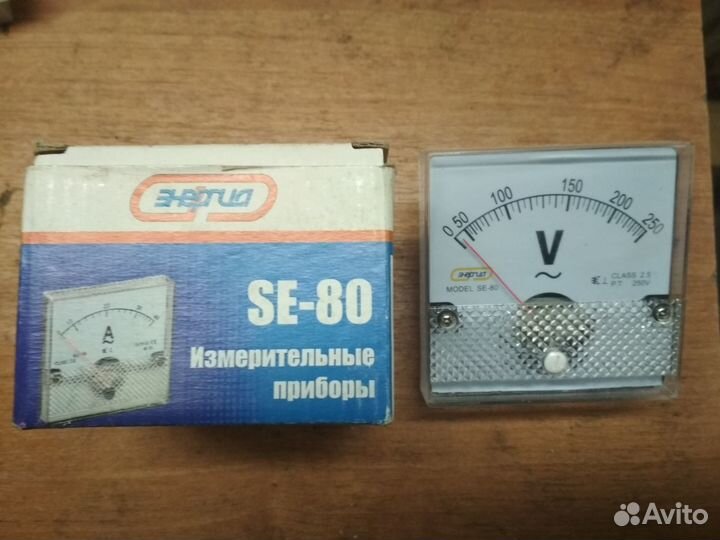 энергия
SE-80
Измерительные
приборы
A
0 50 100 150 200 250
V
энергия
MODEL SE-80
CLASS 2.5
P.T 250V
Avito